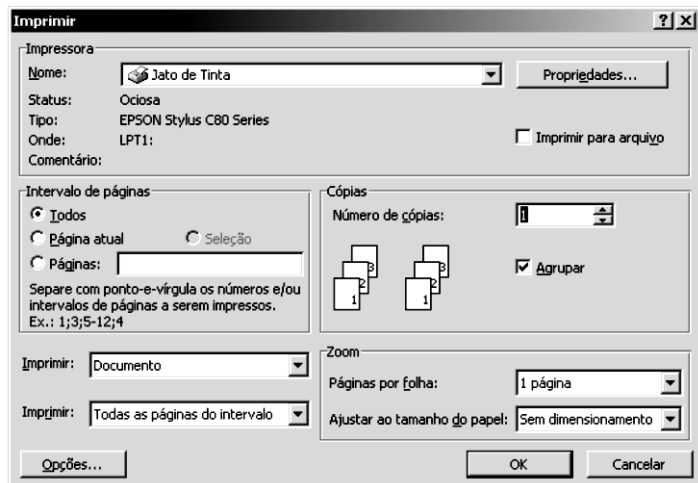 Imprimir
Impressora
Nome: Jato de Tinta Propriedades...
Status: Ociosa
Tipo: EPSON Stylus C80 Series
Onde: LPT1: Imprimir para arquivo
Comentário:
Intervalo de páginas
Todos
Página atual Seleção
Páginas:
Separe com ponto-e-vírgula os números e/ou
intervalos de páginas a serem impressos.
Ex.: 1;3;5-12;4
Cópias
Número de cópias: 1
3 3
2 2
1 1
Agrupar
Imprimir: Documento
Imprimir: Todas as páginas do intervalo
Zoom
Páginas por folha: 1 página
Ajustar ao tamanho do papel: Sem dimensionamento
Opções... OK Cancelar